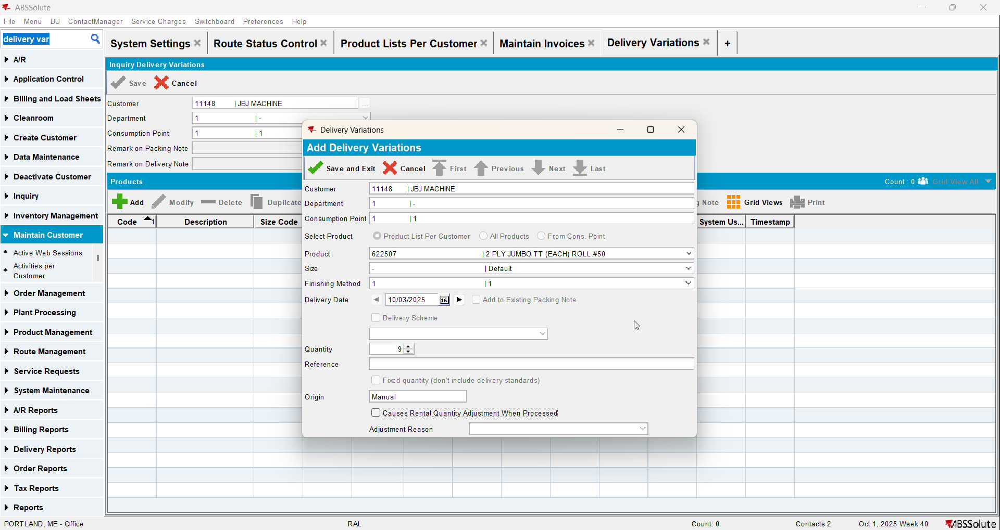 ABSSolute
File Menu BU ContactManager Service Charges Switchboard Preferences Help
delivery var
System Settings
Route Status Control
Product Lists Per Customer
Maintain Invoices
Delivery Variations
+
A/R
Application Control
Billing and Load Sheets
Cleanroom
Create Customer
Data Maintenance
Deactivate Customer
Inquiry
Inventory Management
Maintain Customer
Active Web Sessions
Activities per
Customer
Order Management
Plant Processing
Product Management
Route Management
Service Requests
System Maintenance
A/R Reports
Billing Reports
Delivery Reports
Order Reports
Tax Reports
Reports
Inquiry Delivery Variations
Save Cancel
Customer 11148 | JBJ MACHINE ...
Department 1 | -
Consumption Point 1 | 1
Remark on Packing Note
Remark on Delivery Note
Products Count : 0 Grid View All
Add Modify Delete Duplicate g Note Grid Views Print
Code 1 Description Size Code System Us... Timestamp
Delivery Variations
Add Delivery Variations
Save and Exit Cancel First Previous Next Last
Customer 11148 | JBJ MACHINE
Department 1 | -
Consumption Point 1 | 1
Select Product Product List Per Customer All Products From Cons. Point
Product 622507 | 2 PLY JUMBO TT (EACH) ROLL #50
Size - | Default
Finishing Method 1 | 1
Delivery Date 10/03/2025 16 Add to Existing Packing Note
Delivery Scheme
Quantity 9
Reference
Fixed quantity (don't include delivery standards)
Origin Manual
Causes Rental Quantity Adjustment When Processed
Adjustment Reason
PORTLAND, ME - Office RAL Count: 0 Contacts 2 Oct 1, 2025 Week 40 ABSSolute